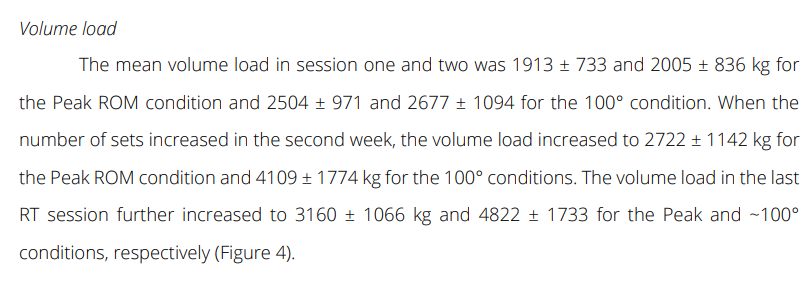 Volume load
The mean volume load in session one and two was 1913 ± 733 and 2005 ± 836 kg for
the Peak ROM condition and 2504 ± 971 and 2677 ± 1094 for the 100° condition. When the
number of sets increased in the second week, the volume load increased to 2722 ± 1142 kg for
the Peak ROM condition and 4109 ± 1774 kg for the 100° conditions. The volume load in the last
RT session further increased to 3160 ± 1066 kg and 4822 ± 1733 for the Peak and ~100°
conditions, respectively (Figure 4).